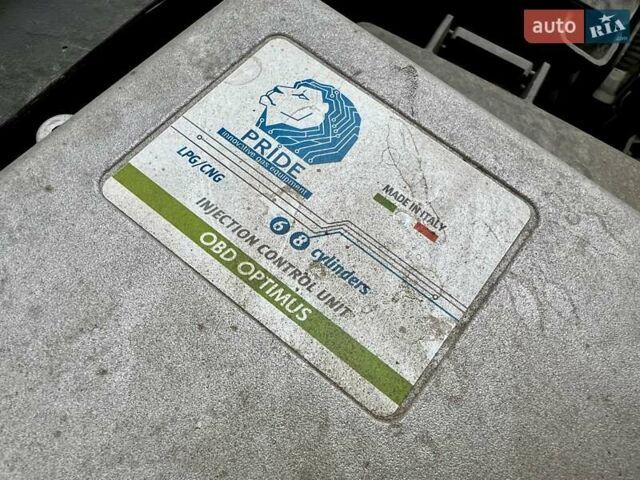 auto RIA.com
PRIDE
innovative gas equipment
LPG/CNG
MADE IN ITALY
6 8 cylinders
INJECTION CONTROL UNIT
OBD OPTIMUS